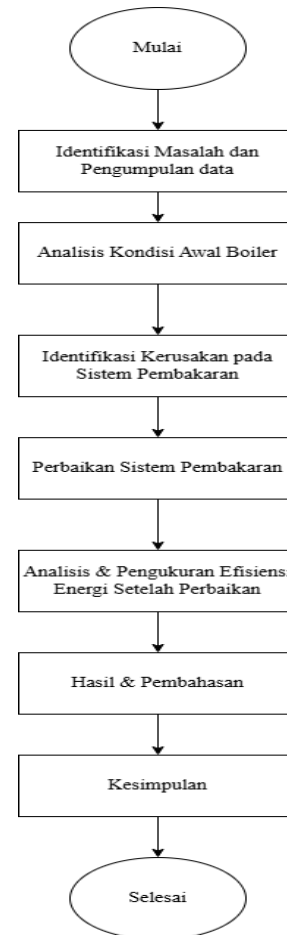 Mulai
Identifikasi Masalah dan
Pengumpulan data
Analisis Kondisi Awal Boiler
Identifikasi Kerusakan pada
Sistem Pembakaran
Perbaikan Sistem Pembakaran
Analisis & Pengukuran Efisiensi
Energi Setelah Perbaikan
Hasil & Pembahasan
Kesimpulan
Selesai